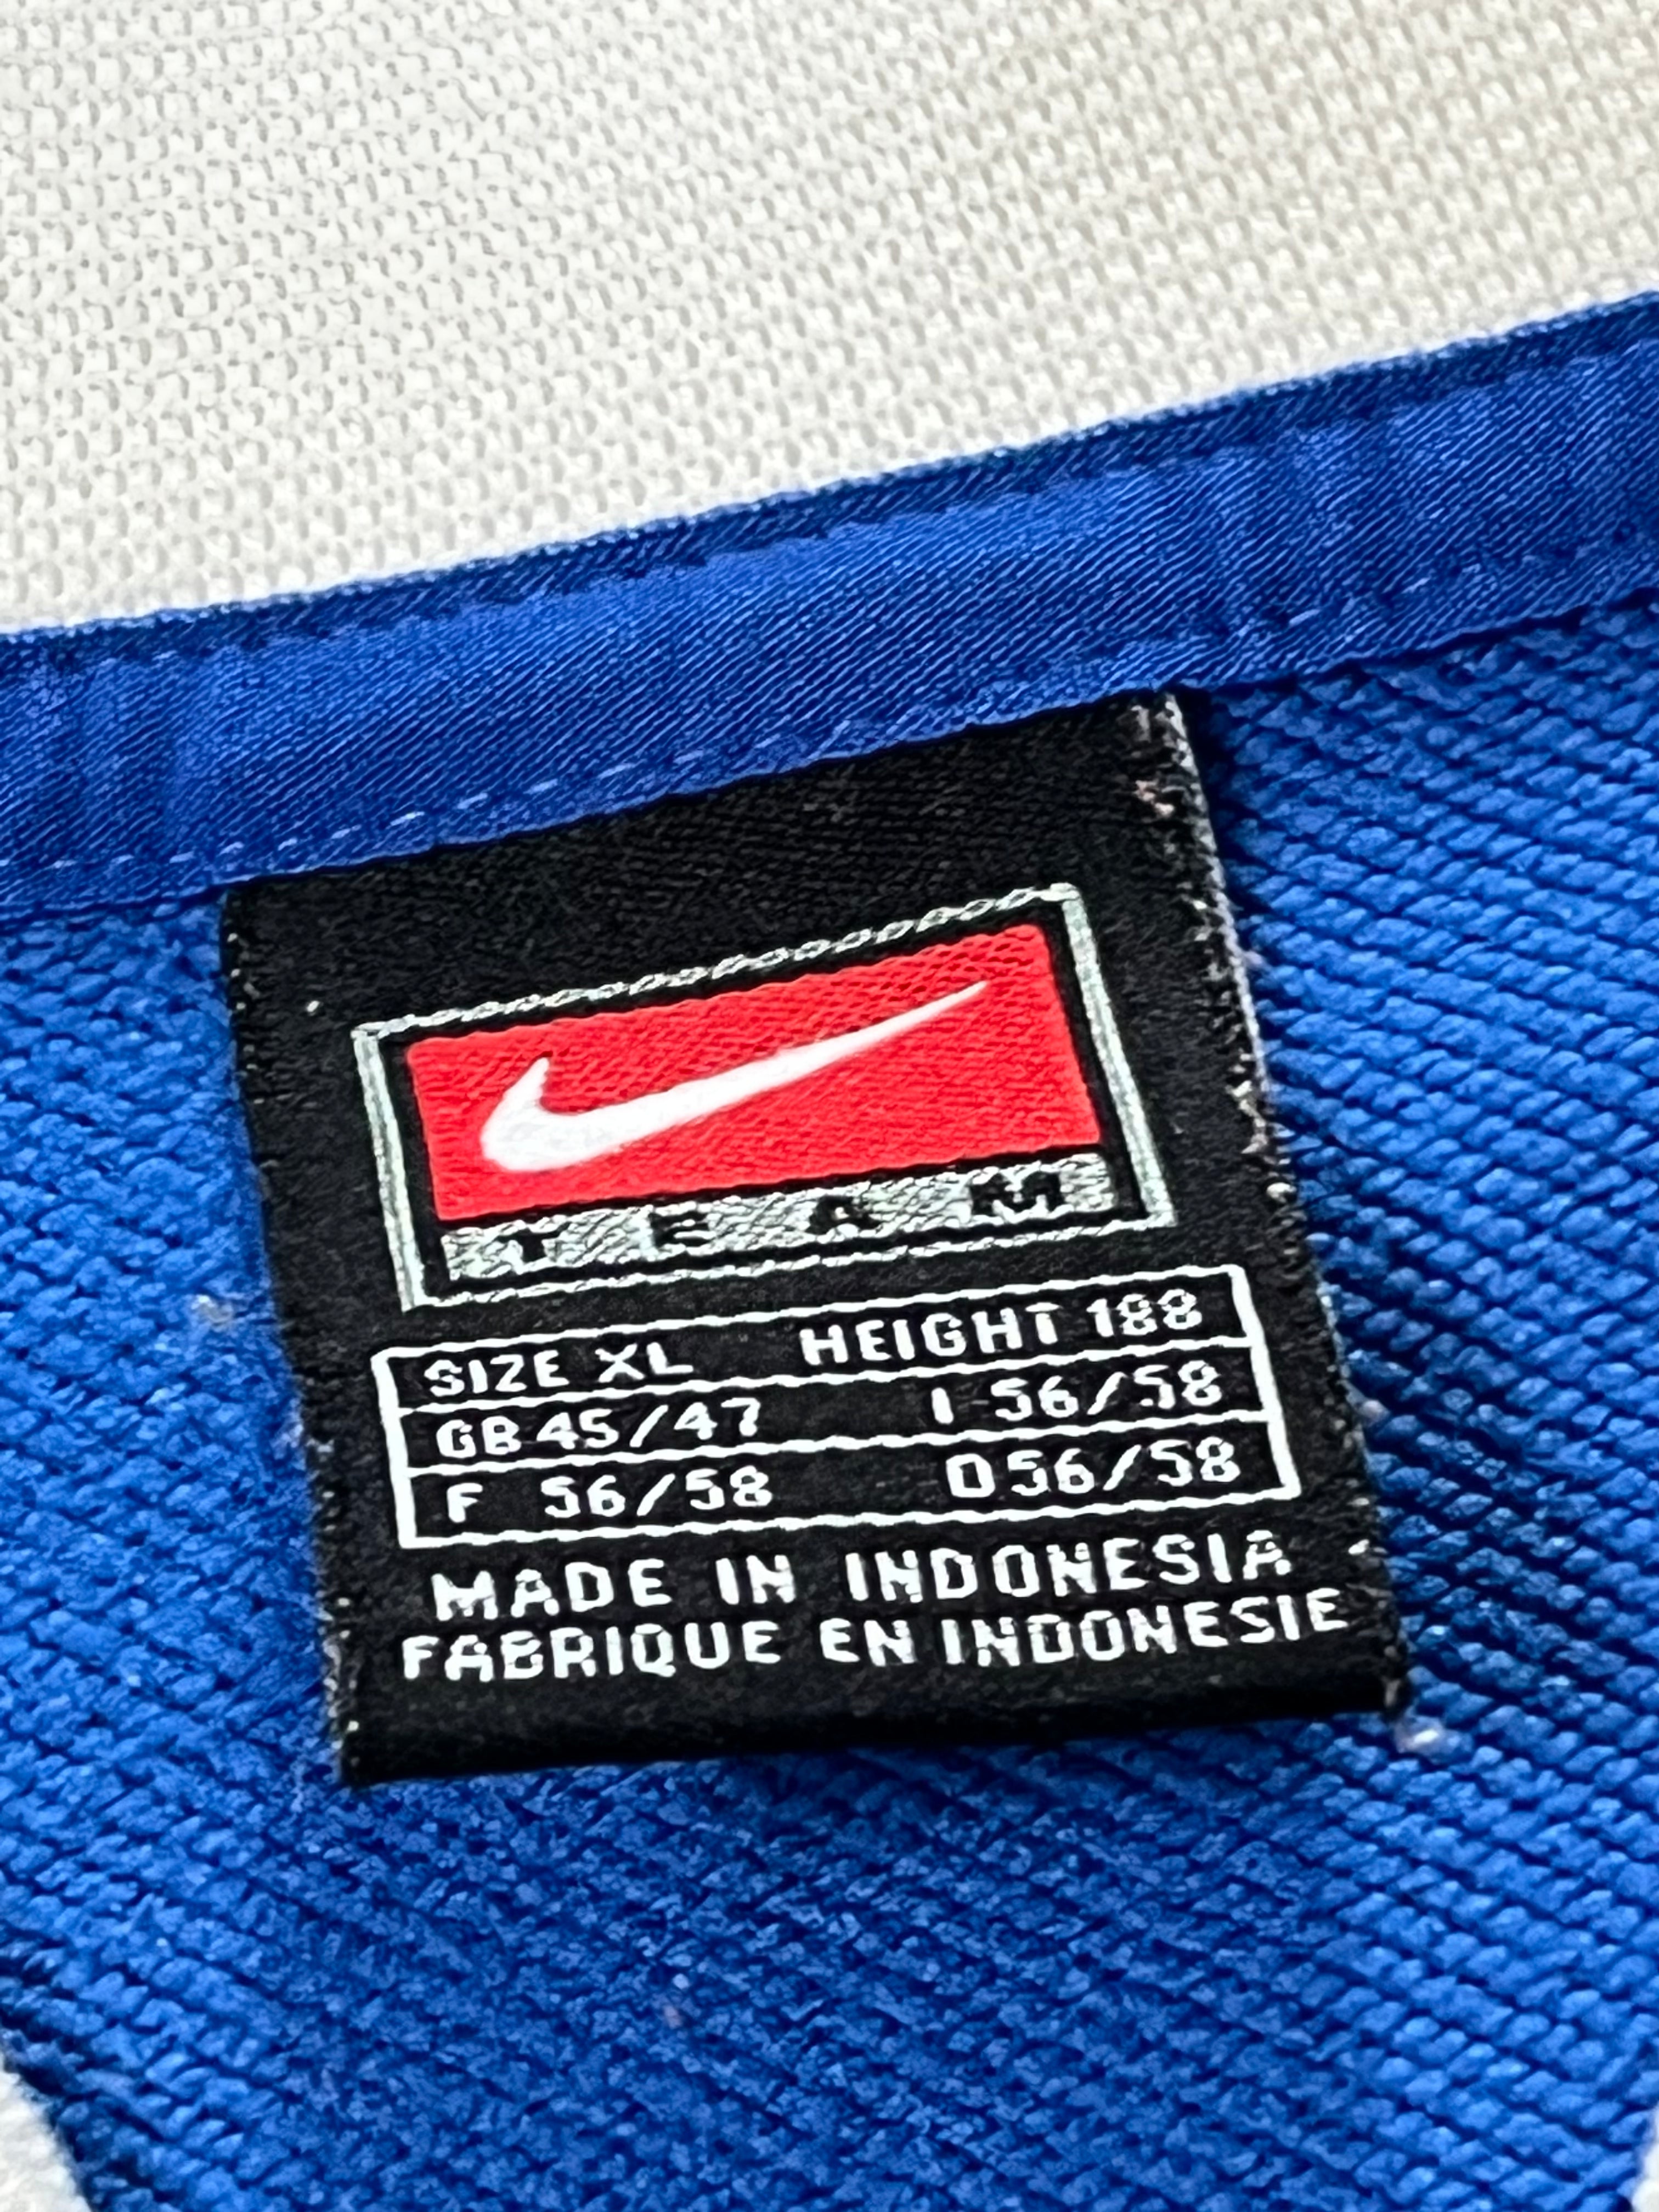 TEAM
SIZE XL HEIGHT 188
GB 45/47 I 56/58
F 56/58 D 56/58
MADE IN INDONESIA
FABRIQUE EN INDONESIE